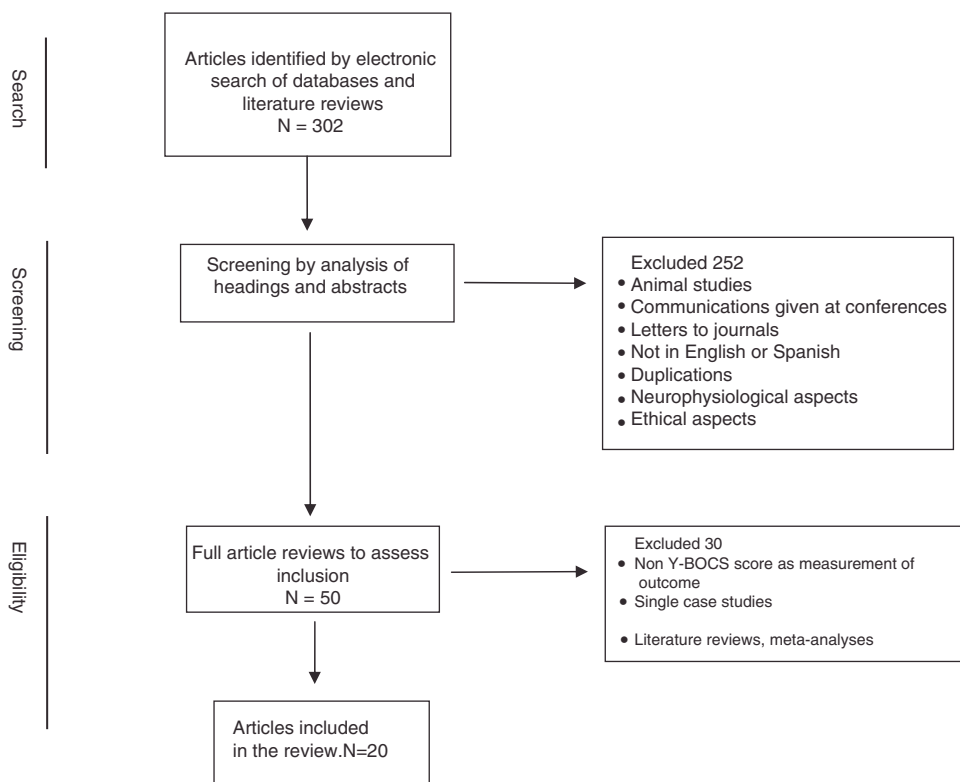 Search
Articles identified by electronic
search of databases and
literature reviews
N = 302
Screening
Screening by analysis of
headings and abstracts
Excluded 252
• Animal studies
• Communications given at conferences
• Letters to journals
• Not in English or Spanish
• Duplications
• Neurophysiological aspects
• Ethical aspects
Eligibility
Full article reviews to assess
inclusion
N = 50
Excluded 30
• Non Y-BOCS score as measurement of
outcome
• Single case studies
• Literature reviews, meta-analyses
Articles included
in the review.N=20